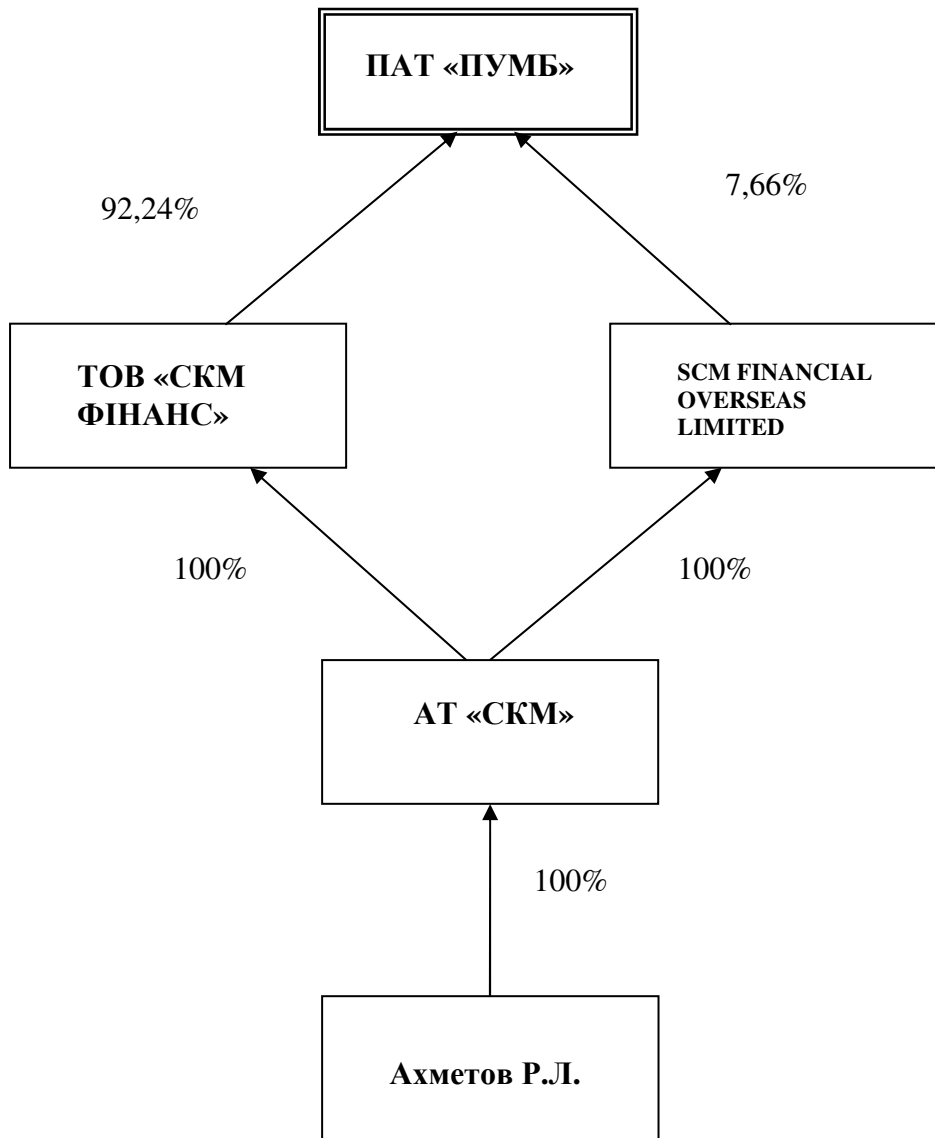 ПАТ «ПУМБ»
92,24%
7,66%
ТОВ «СКМ
ФІНАНС»
SCM FINANCIAL
OVERSEAS
LIMITED
100%
100%
АТ «СКМ»
100%
Ахметов Р.Л.